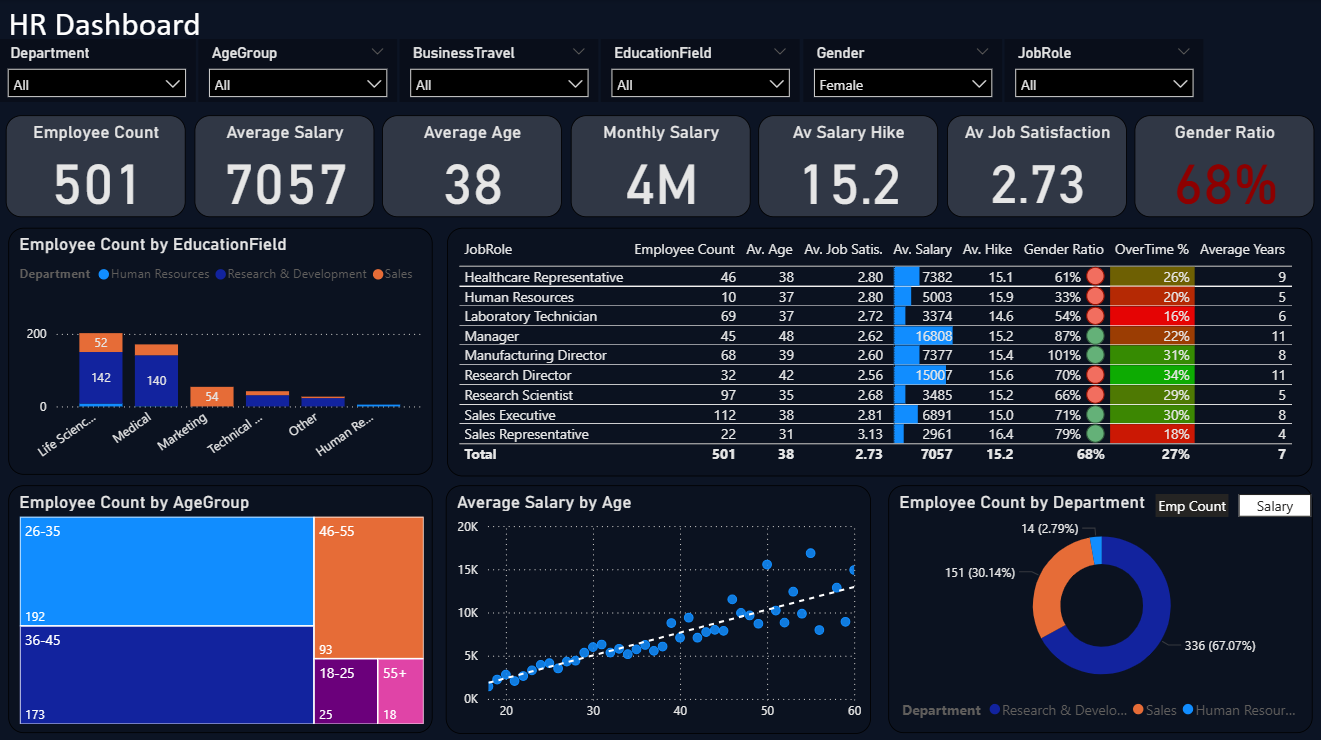 HR Dashboard
Department AgeGroup BusinessTravel EducationField Gender JobRole
All All All All Female All
Employee Count Average Salary Average Age Monthly Salary Av Salary Hike Av Job Satisfaction Gender Ratio
501 7057 38 4M 15.2 2.73 68%
Employee Count by EducationField
Department Human Resources Research & Development Sales
200
52
142 140
54
0
Life Scienc... Medical Marketing Technical ... Other Human Re...
JobRole Employee Count Av. Age Av. Job Satis. Av. Salary Av. Hike Gender Ratio OverTime % Average Years
Healthcare Representative 46 38 2.80 7382 15.1 61% 26% 9
Human Resources 10 37 2.80 5003 15.9 33% 20% 5
Laboratory Technician 69 37 2.72 3374 14.6 54% 16% 6
Manager 45 48 2.62 16808 15.2 87% 22% 11
Manufacturing Director 68 39 2.60 7377 15.4 101% 31% 8
Research Director 32 42 2.56 15007 15.6 70% 34% 11
Research Scientist 97 35 2.68 3485 15.2 66% 29% 5
Sales Executive 112 38 2.81 6891 15.0 71% 30% 8
Sales Representative 22 31 3.13 2961 16.4 79% 18% 4
Total 501 38 2.73 7057 15.2 68% 27% 7
Employee Count by AgeGroup
26-35 46-55
192
36-45
93
18-25 55+
173 25 18
Average Salary by Age
20K
15K
10K
5K
0K
20 30 40 50 60
Employee Count by Department Emp Count Salary
14 (2.79%)
151 (30.14%)
336 (67.07%)
Department Research & Develo... Sales Human Resour...